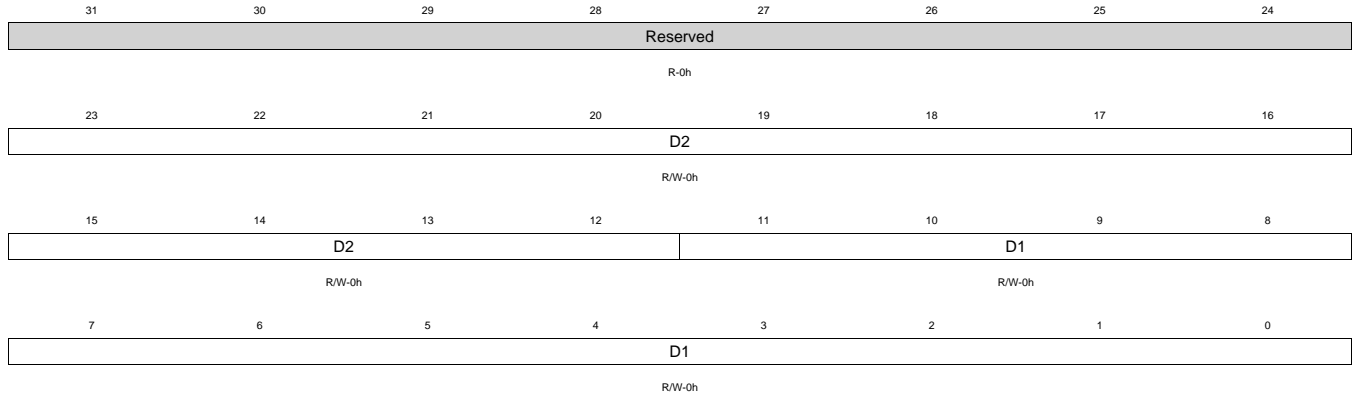 31 30 29 28 27 26 25 24
Reserved
R-0h
23 22 21 20 19 18 17 16
D2
R/W-0h
15 14 13 12 11 10 9 8
D2 D1
R/W-0h R/W-0h
7 6 5 4 3 2 1 0
D1
R/W-0h